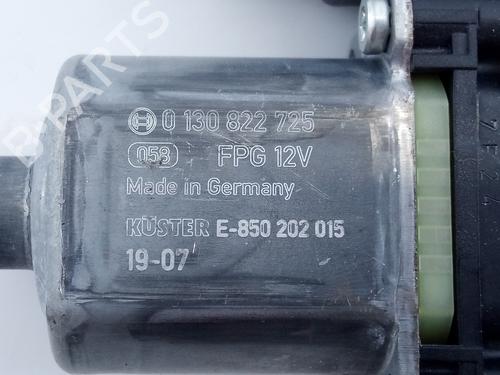 0 130 822 725
058 FPG 12V
Made in Germany
KÜSTER E-850 202 015
19-07
B-PARTS